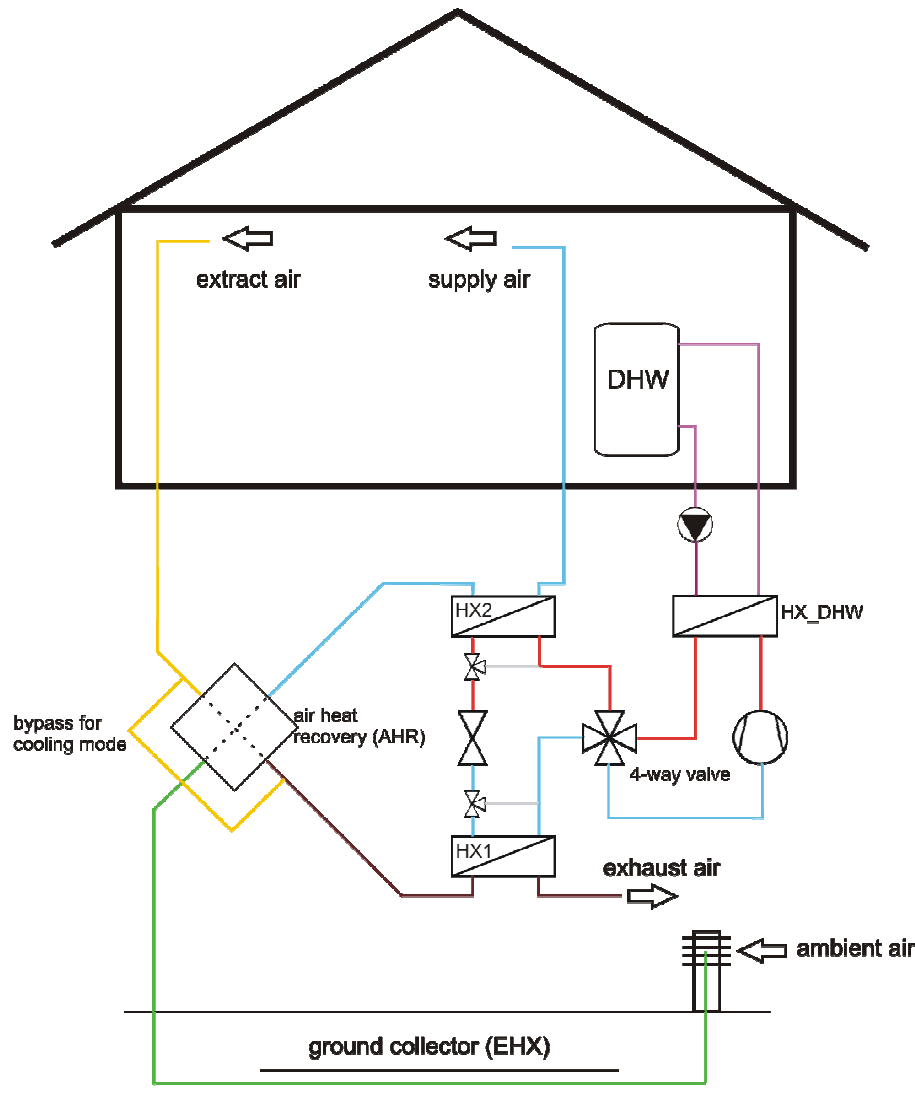 extract air
supply air
DHW
HX2
HX_DHW
bypass for
cooling mode
air heat
recovery (AHR)
4-way valve
HX1
exhaust air
ambient air
ground collector (EHX)